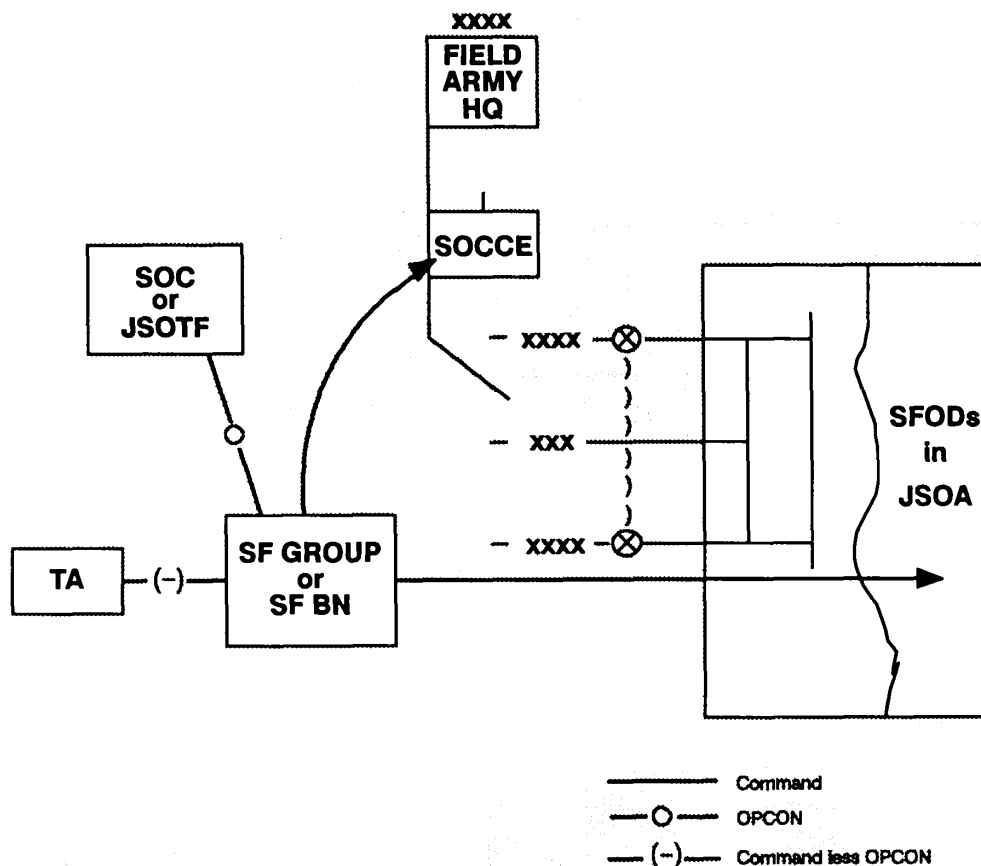 XXXX
FIELD
ARMY
HQ
SOCCE
SOC
or
JSOTF
XXXX
XXX
XXXX
SFODs
in
JSOA
TA
(–)
SF GROUP
or
SF BN
Command
OPCON
(–) Command less OPCON